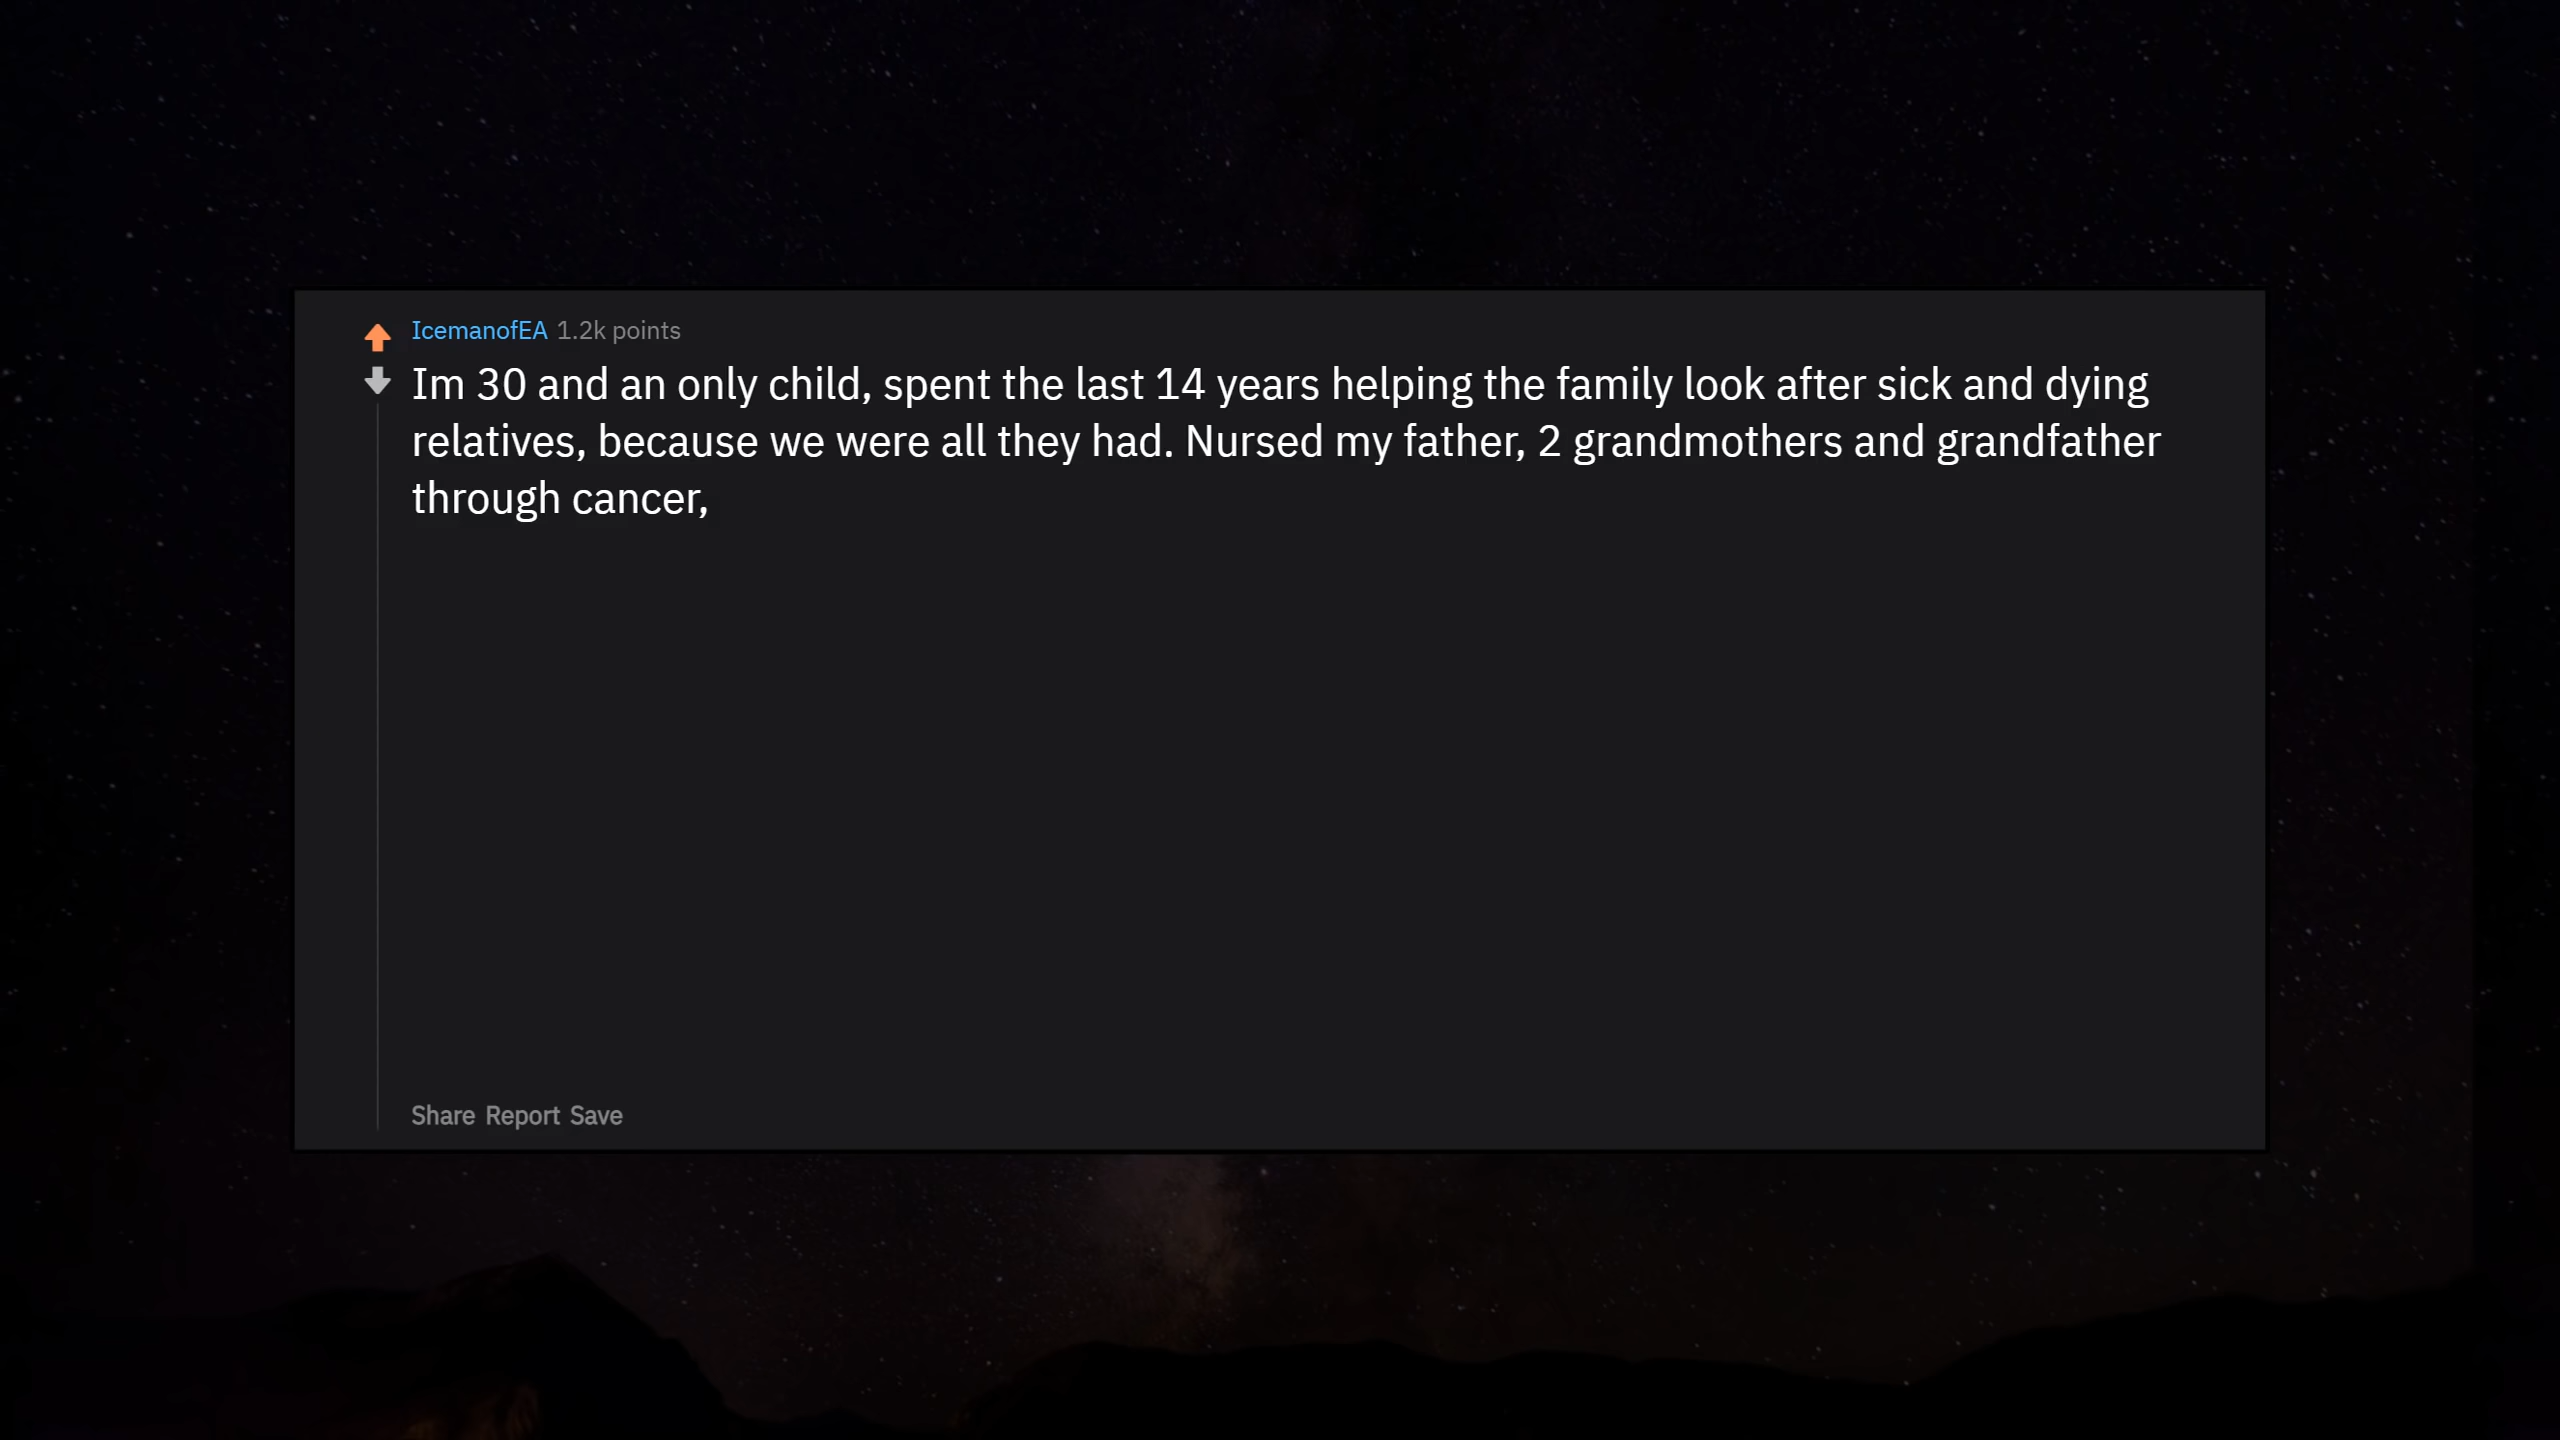 IcemanofEA 1.2k points
Im 30 and an only child, spent the last 14 years helping the family look after sick and dying
relatives, because we were all they had. Nursed my father, 2 grandmothers and grandfather
through cancer,
Share Report Save